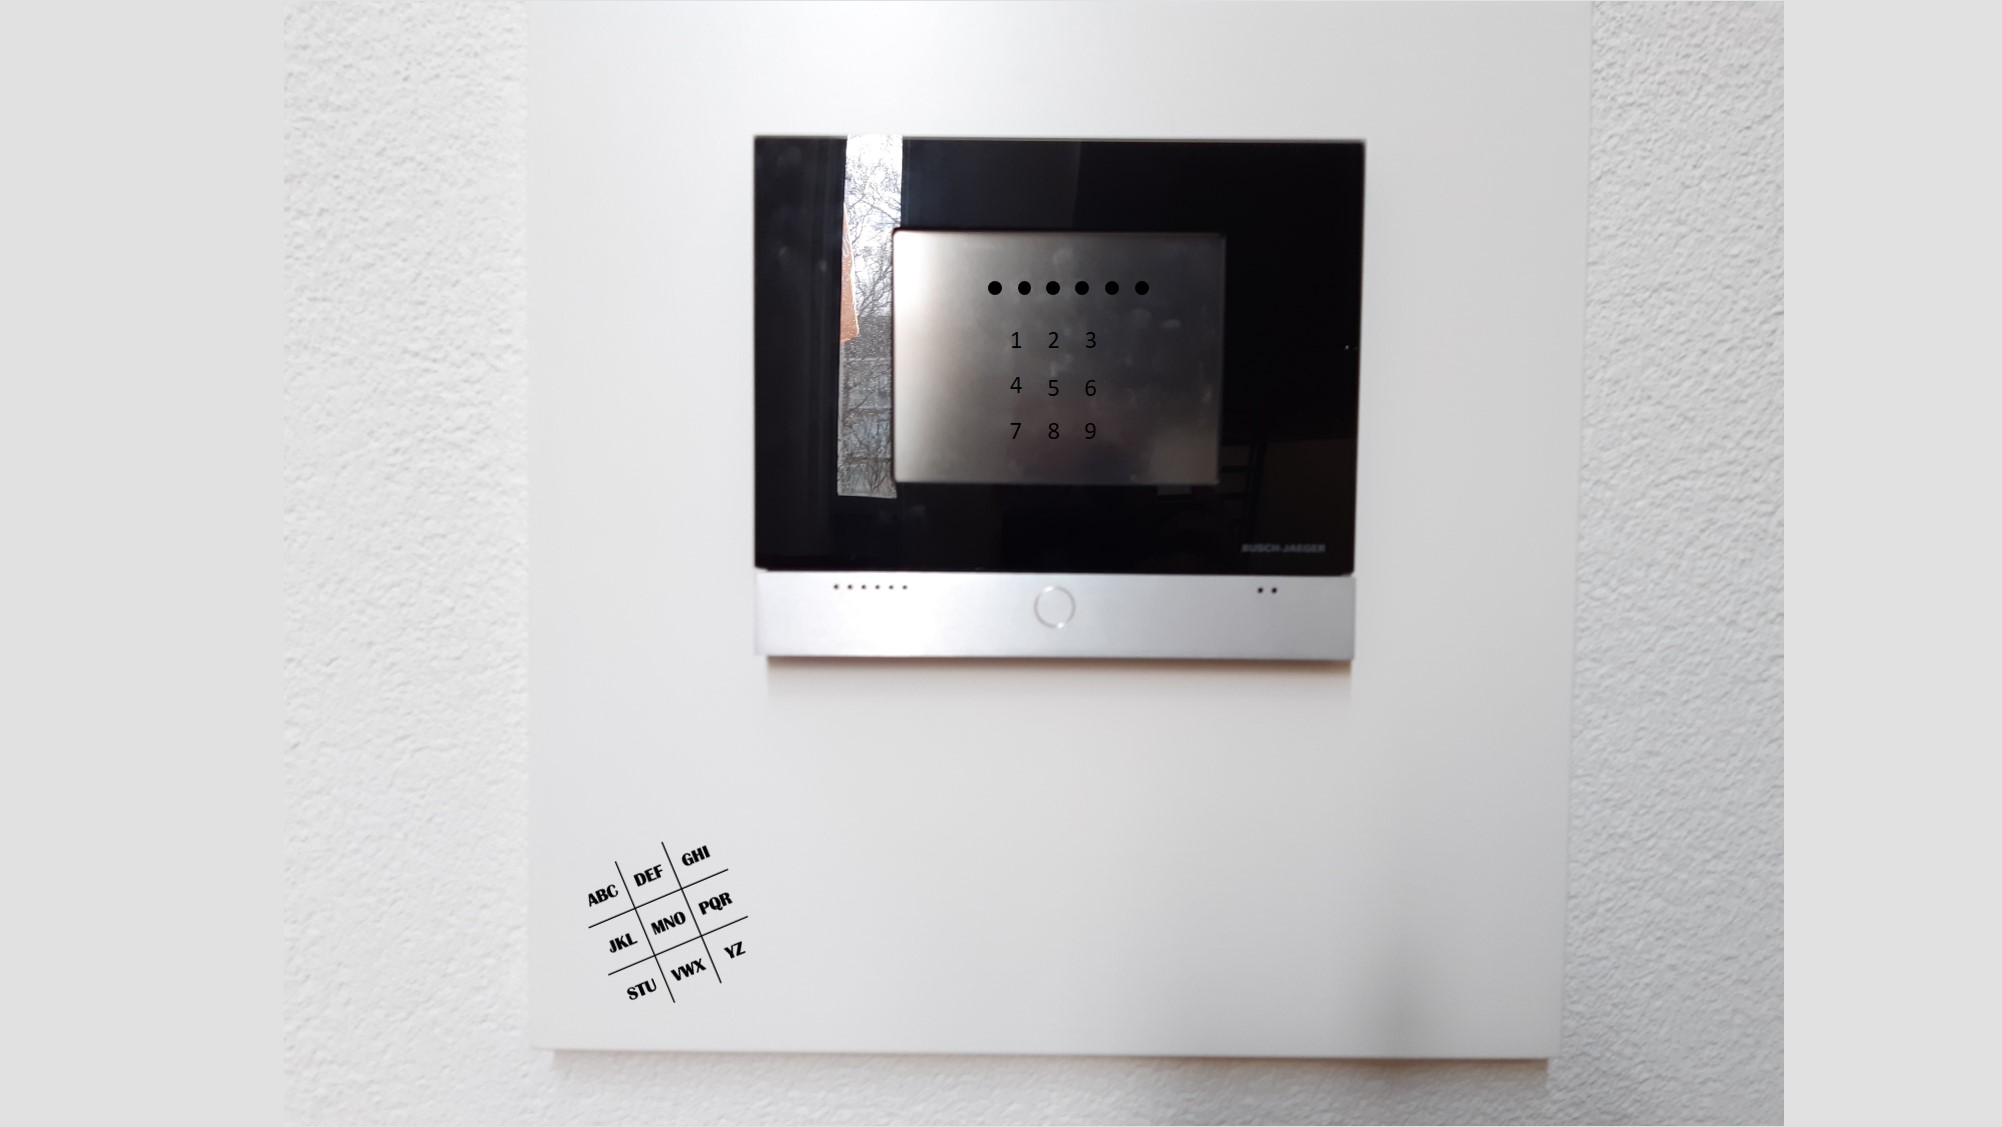 1 2 3
4 5 6
7 8 9
BUSCH-JAEGER
ABC DEF GHI
JKL MNO PQR
STU VWX YZ